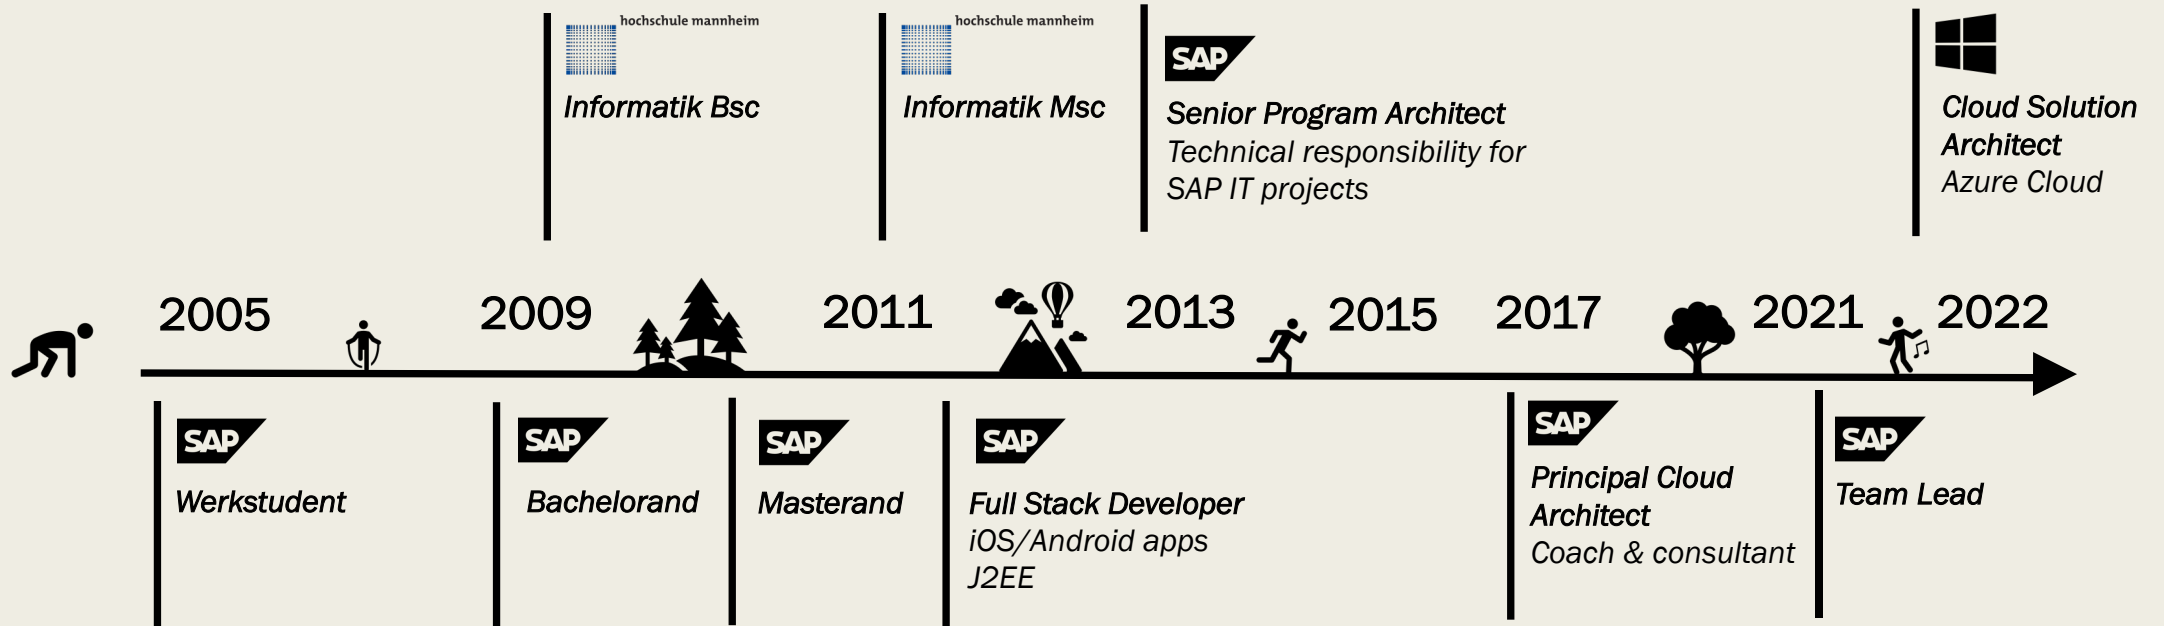 hochschule mannheim
Informatik Bsc
hochschule mannheim
Informatik Msc
SAP
Senior Program Architect
Technical responsibility for
SAP IT projects
Cloud Solution
Architect
Azure Cloud
2005
2009
2011
2013
2015
2017
2021
2022
SAP
Werkstudent
SAP
Bachelorand
SAP
Masterand
SAP
Full Stack Developer
iOS/Android apps
J2EE
SAP
Principal Cloud
Architect
Coach & consultant
SAP
Team Lead